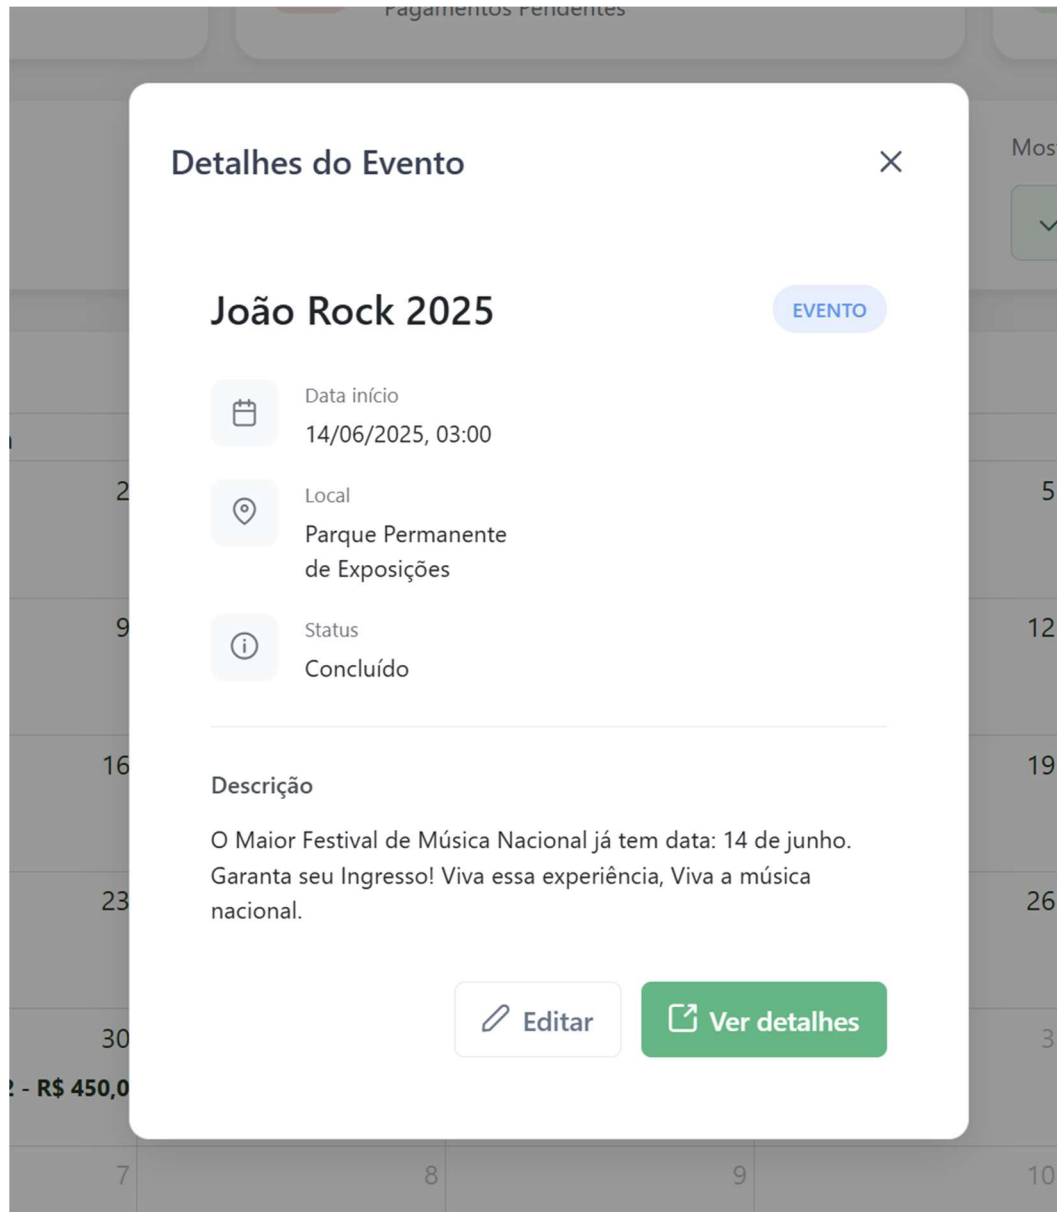 Pagamentos Pendentes
Mos
Detalhes do Evento
João Rock 2025
EVENTO
Data início
14/06/2025, 03:00
Local
Parque Permanente
de Exposições
Status
Concluído
Descrição
O Maior Festival de Música Nacional já tem data: 14 de junho.
Garanta seu Ingresso! Viva essa experiência, Viva a música
nacional.
Editar
Ver detalhes
2
5
9
12
16
19
23
26
30
3
- R$ 450,0
7
8
9
10